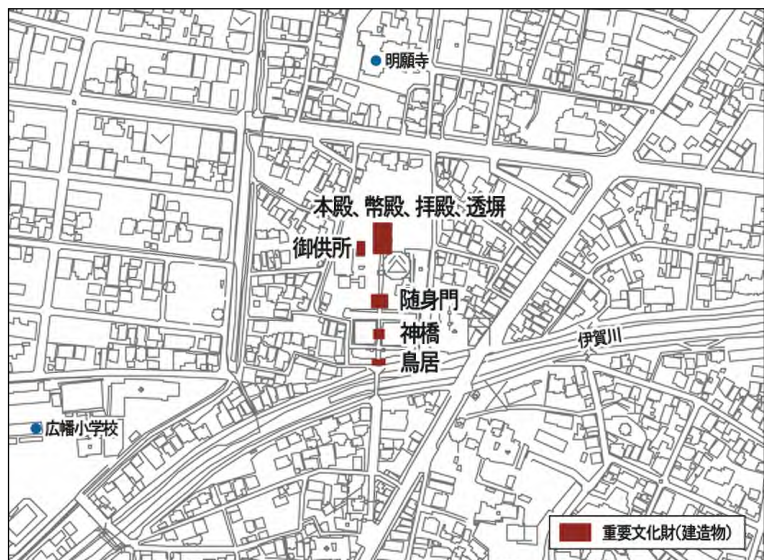 明願寺
本殿、幣殿、拝殿、透塀
御供所
随身門
神橋
伊賀川
鳥居
広幡小学校
重要文化財(建造物)